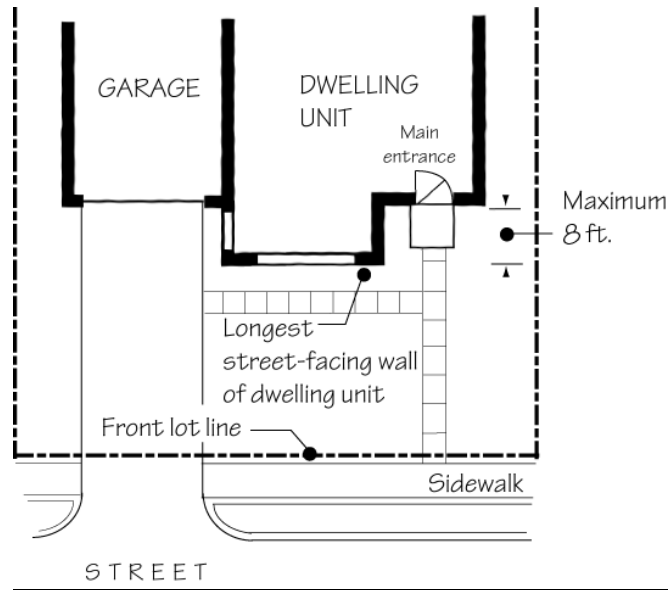 GARAGE
DWELLING
UNIT
Main
entrance
Maximum
8 ft.
Longest
street-facing wall
of dwelling unit
Front lot line
Sidewalk
STREET